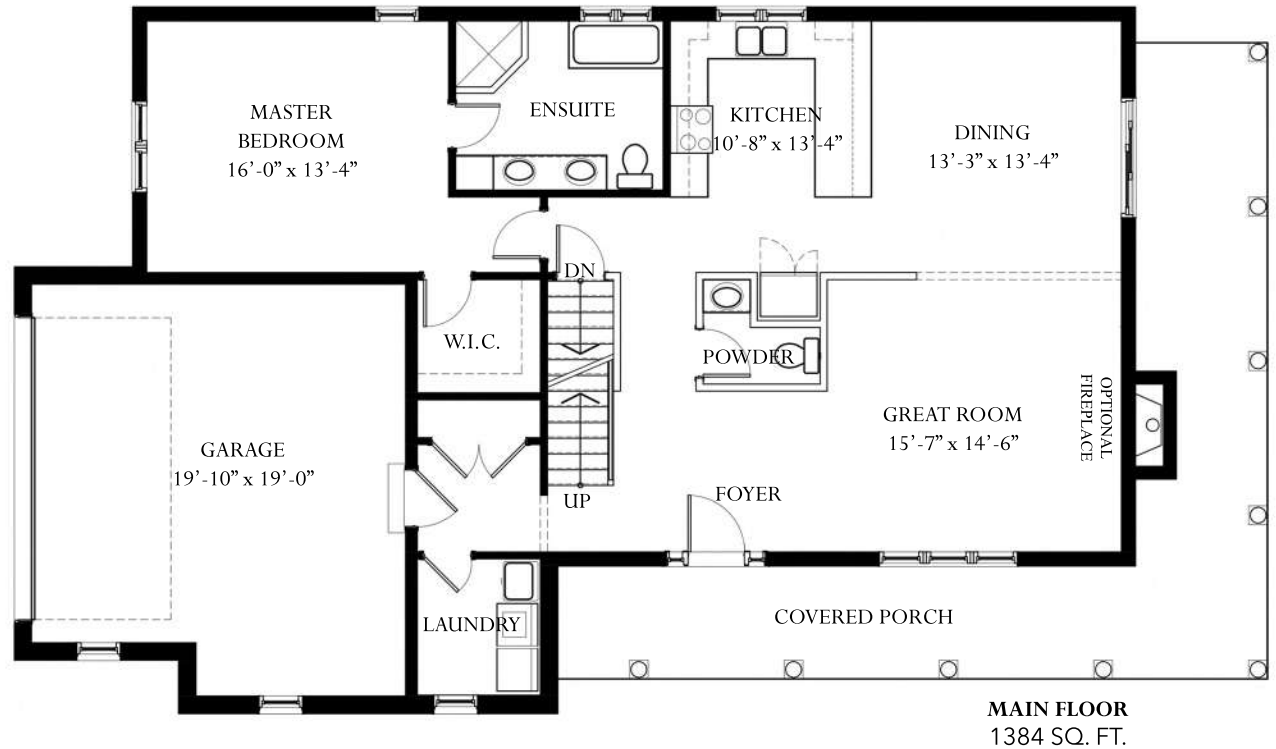 MASTER
BEDROOM
16'-0" x 13'-4"
ENSUITE
KITCHEN
10'-8" x 13'-4"
DINING
13'-3" x 13'-4"
DN
W.I.C.
POWDER
GREAT ROOM
15'-7" x 14'-6"
OPTIONAL
FIREPLACE
GARAGE
19'-10" x 19'-0"
UP
FOYER
LAUNDRY
COVERED PORCH
MAIN FLOOR
1384 SQ. FT.